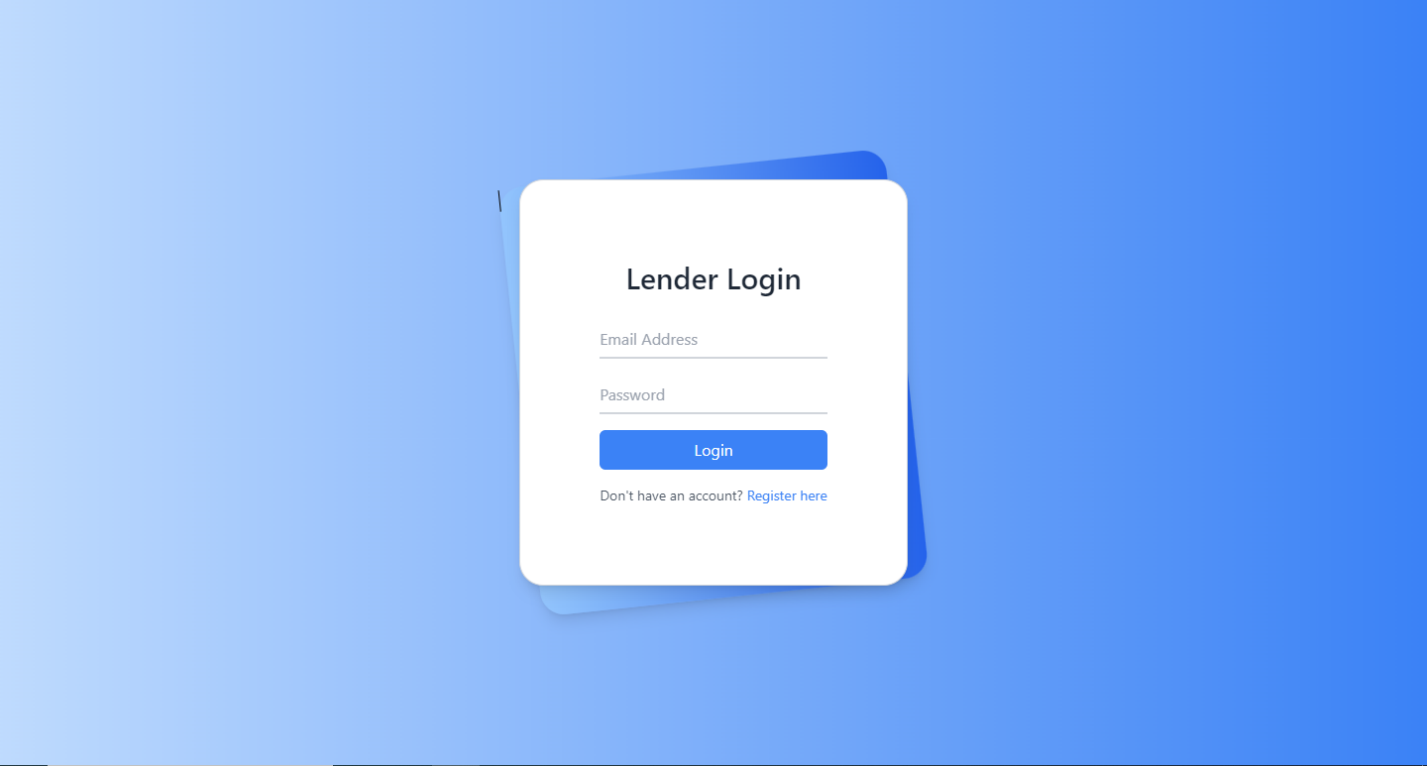 Lender Login
Email Address
Password
Login
Don't have an account? Register here